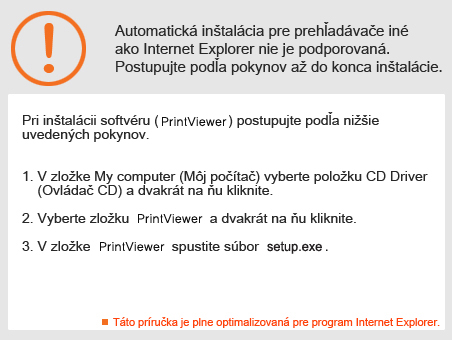 Automatická inštalácia pre prehľadávače iné
ako Internet Explorer nie je podporovaná.
Postupujte podľa pokynov až do konca inštalácie.
Pri inštalácii softvéru ( PrintViewer ) postupujte podľa nižšie
uvedených pokynov.
1. V zložke My computer (Môj počítač) vyberte položku CD Driver
(Ovládač CD) a dvakrát na ňu kliknite.
2. Vyberte zložku PrintViewer a dvakrát na ňu kliknite.
3. V zložke PrintViewer spustite súbor setup.exe .
Táto príručka je plne optimalizovaná pre program Internet Explorer.